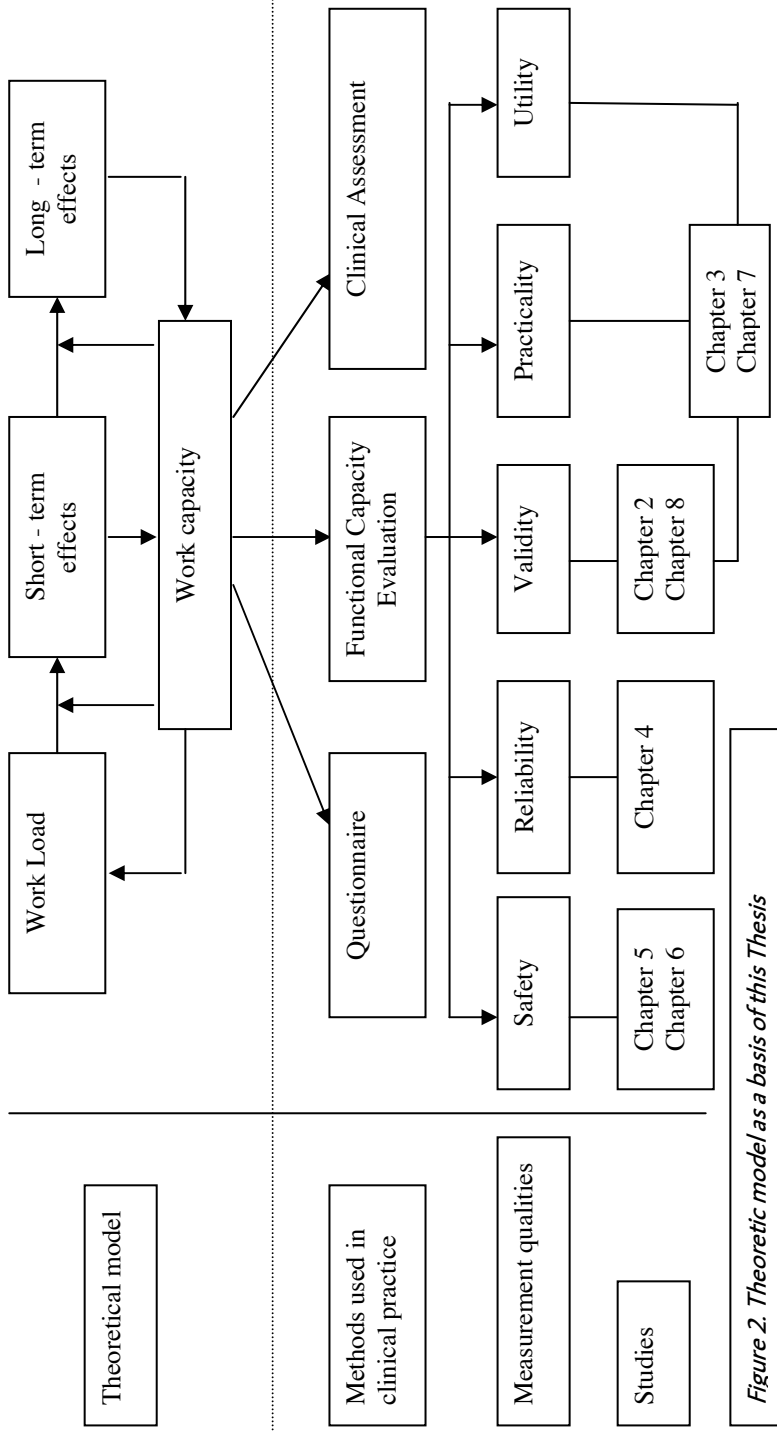 Theoretical model
Work Load
Short - term
effects
Long - term
effects
Work capacity
Methods used in
clinical practice
Questionnaire
Functional Capacity
Evaluation
Clinical Assessment
Measurement qualities
Safety
Reliability
Validity
Practicality
Utility
Studies
Chapter 5
Chapter 6
Chapter 4
Chapter 2
Chapter 8
Chapter 3
Chapter 7
Figure 2. Theoretic model as a basis of this Thesis